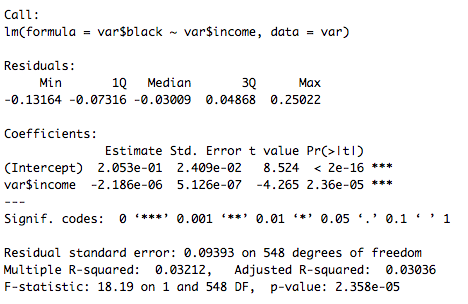 Call:
lm(formula = var$black ~ var$income, data = var)
Residuals:
Min 1Q Median 3Q Max
-0.13164 -0.07316 -0.03009 0.04868 0.25022
Coefficients:
Estimate Std. Error t value Pr(>|t|)
(Intercept) 2.053e-01 2.409e-02 8.524 < 2e-16 ***
var$income -2.186e-06 5.126e-07 -4.265 2.36e-05 ***
---
Signif. codes: 0 ‘***’ 0.001 ‘**’ 0.01 ‘*’ 0.05 ‘.’ 0.1 ‘ ’ 1
Residual standard error: 0.09393 on 548 degrees of freedom
Multiple R-squared: 0.03212, Adjusted R-squared: 0.03036
F-statistic: 18.19 on 1 and 548 DF, p-value: 2.358e-05